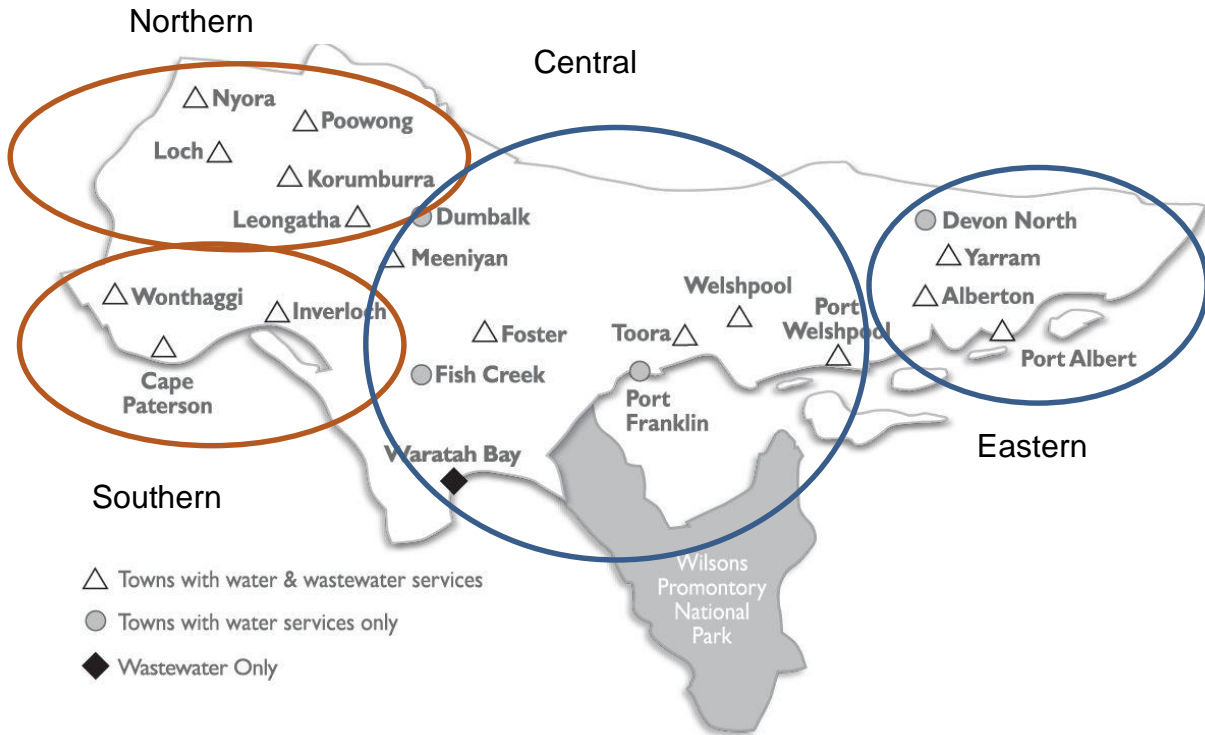 Northern
Central
Nyora
Poowong
Loch
Korumburra
Leongatha
Dumbalk
Devon North
Meeniyan
Yarram
Welshpool
Wonthaggi
Alberton
Inverloch
Port
Welshpool
Foster
Toora
Port Albert
Fish Creek
Cape
Paterson
Port
Franklin
Eastern
Waratah Bay
Southern
Wilsons
Promontory
National
Park
Towns with water & wastewater services
Towns with water services only
Wastewater Only